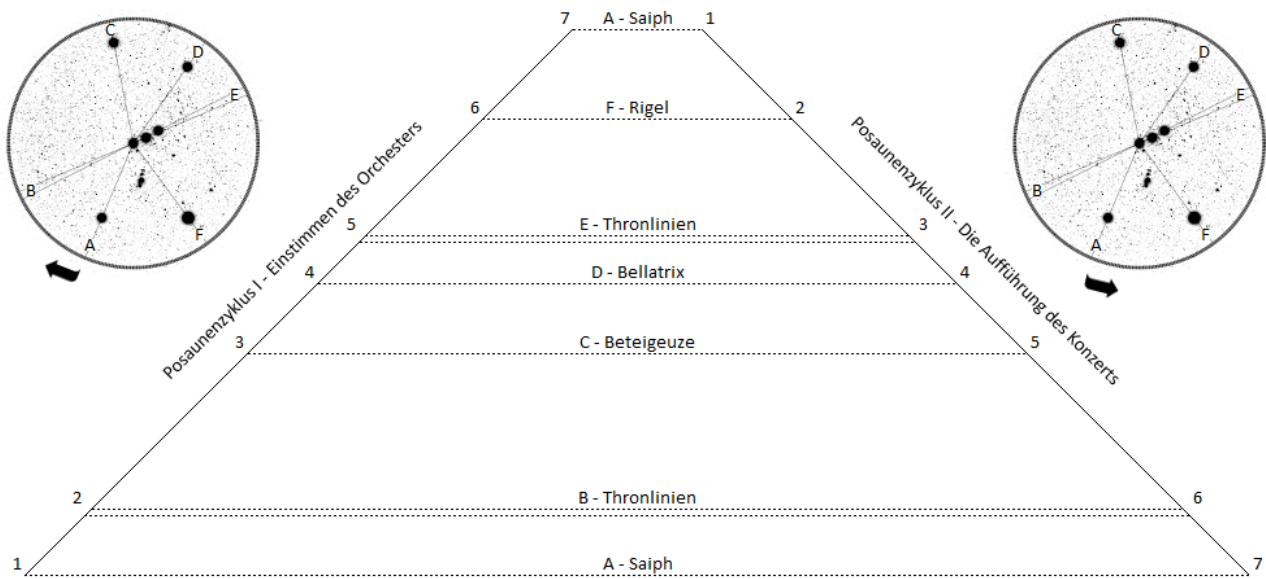 7 A - Saiph 1
C
D
E
B
A
F
C
D
E
B
A
F
6 F - Rigel 2
Posaunenzyklus I - Einstimmen des Orchesters
Posaunenzyklus II - Die Aufführung des Konzerts
5 E - Thronlinien 3
4 D - Bellatrix 4
3 C - Beteigeuze 5
2 B - Thronlinien 6
1 A - Saiph 7